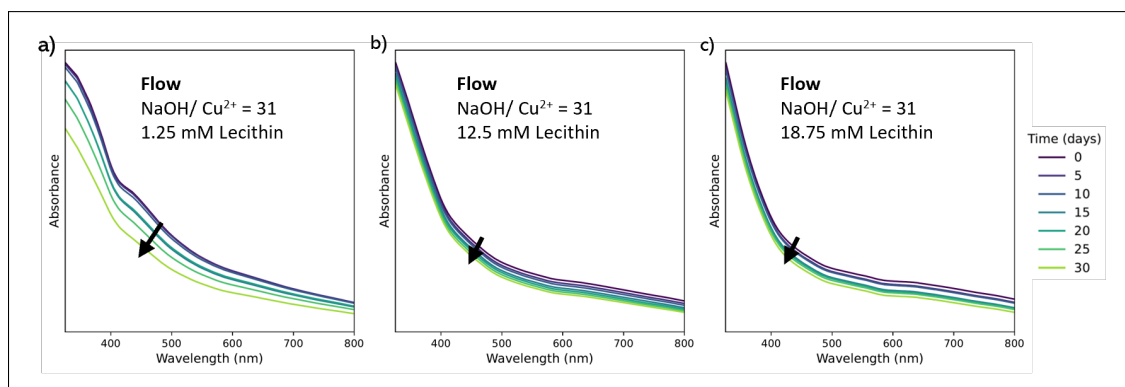 a)
Flow
NaOH/ Cu²⁺ = 31
1.25 mM Lecithin
Absorbance
400 500 600 700 800
Wavelength (nm)
b)
Flow
NaOH/ Cu²⁺ = 31
12.5 mM Lecithin
Absorbance
400 500 600 700 800
Wavelength (nm)
c)
Flow
NaOH/ Cu²⁺ = 31
18.75 mM Lecithin
Absorbance
400 500 600 700 800
Wavelength (nm)
Time (days)
0
5
10
15
20
25
30